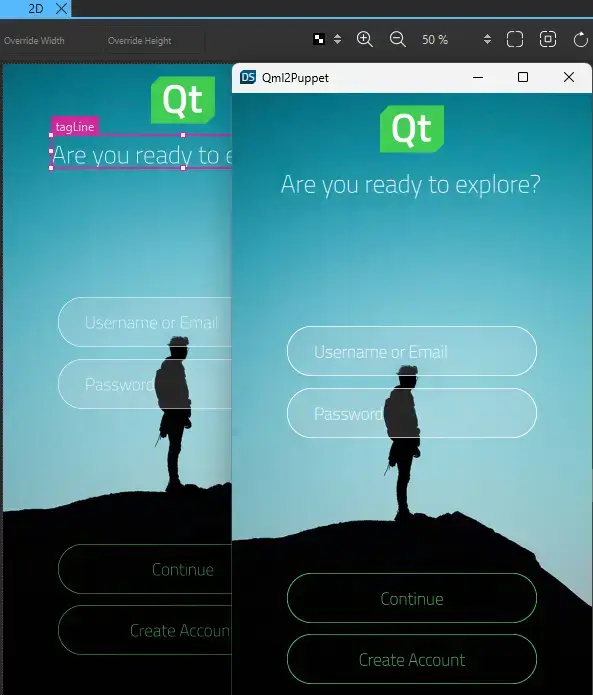 2D
Override Width
Override Height
50 %
DS
Qml2Puppet
Qt
tagLine
Are you ready to e
Username or Email
Password
Continue
Create Accoun
Qt
Are you ready to explore?
Username or Email
Password
Continue
Create Account